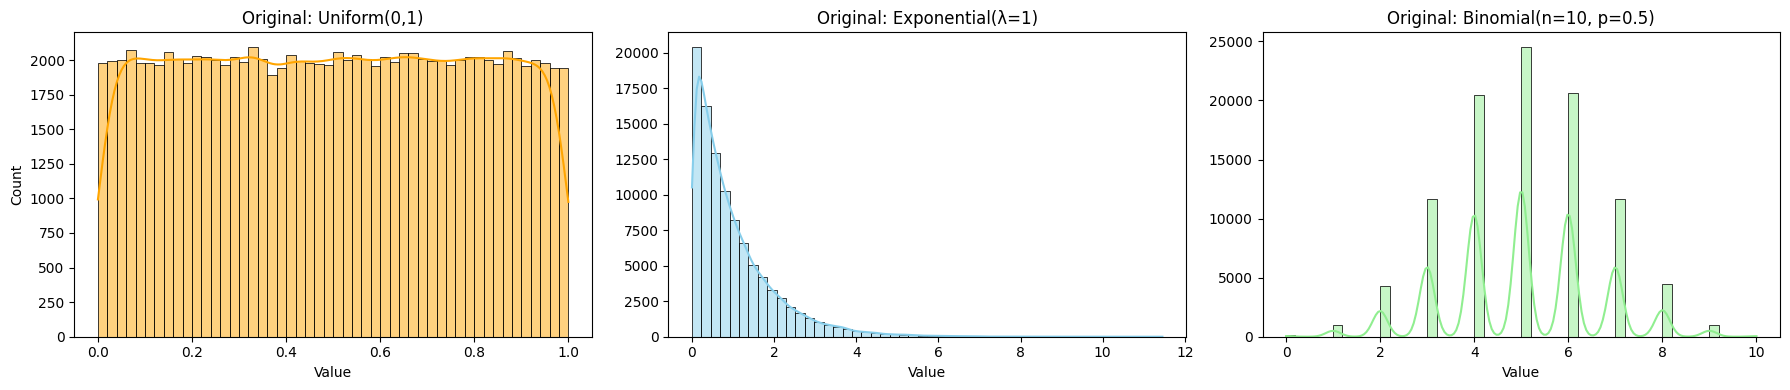 Original: Uniform(0,1)
2000
1750
1500
1250
1000
750
500
250
0
Count
0.0 0.2 0.4 0.6 0.8 1.0
Value
Original: Exponential(λ=1)
20000
17500
15000
12500
10000
7500
5000
2500
0
0 2 4 6 8 10 12
Value
Original: Binomial(n=10, p=0.5)
25000
20000
15000
10000
5000
0
0 2 4 6 8 10
Value